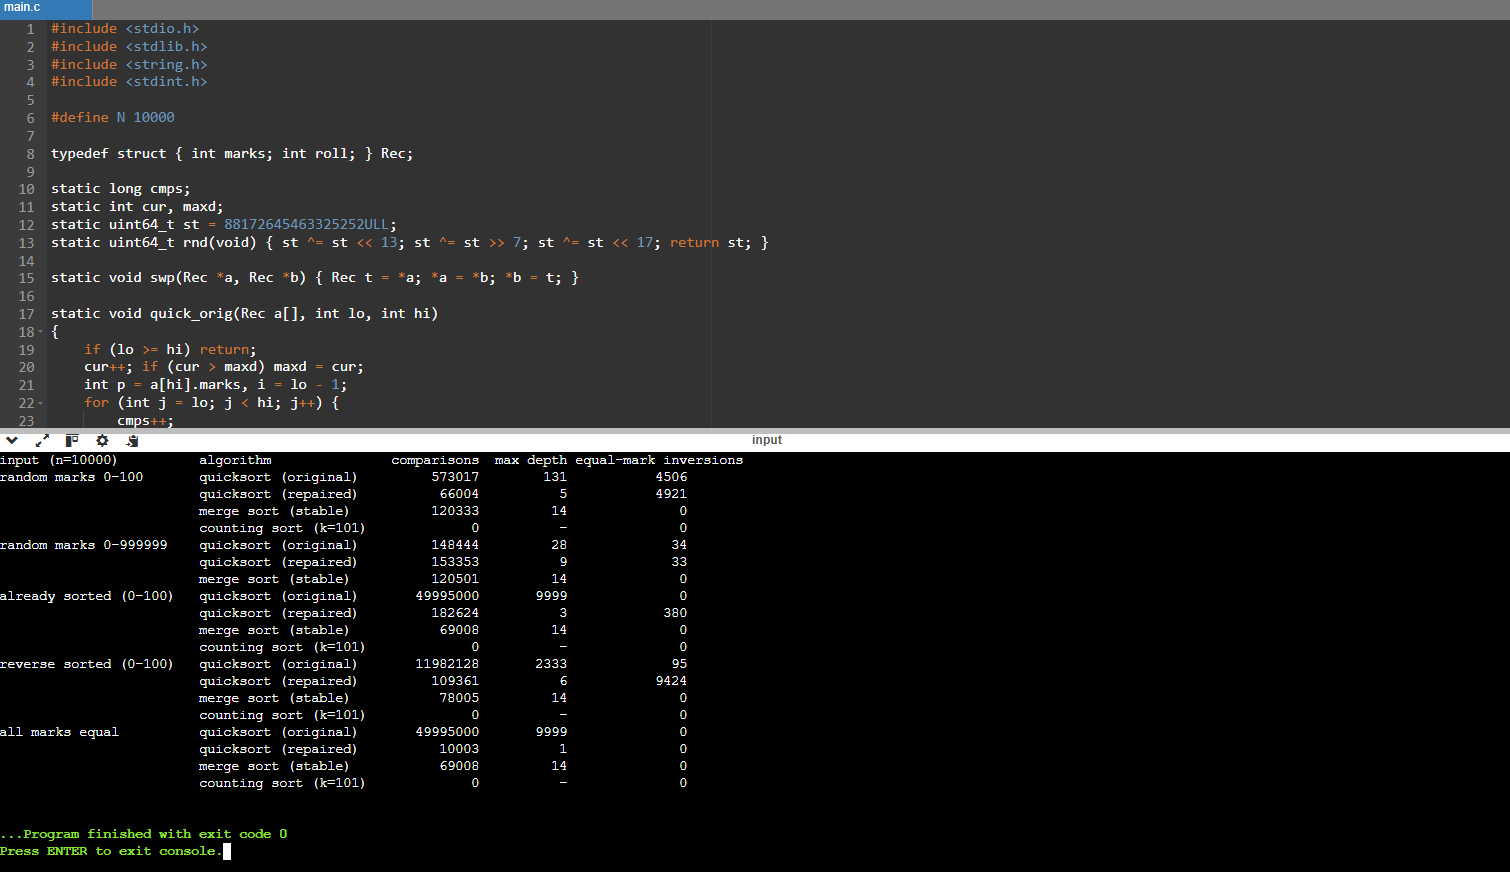 main.c
1 #include <stdio.h>
2 #include <stdlib.h>
3 #include <string.h>
4 #include <stdint.h>
5
6 #define N 10000
7
8 typedef struct { int marks; int roll; } Rec;
9
10 static long cmps;
11 static int cur, maxd;
12 static uint64_t st = 88172645463325252ULL;
13 static uint64_t rnd(void) { st ^= st << 13; st ^= st >> 7; st ^= st << 17; return st; }
14
15 static void swp(Rec *a, Rec *b) { Rec t = *a; *a = *b; *b = t; }
16
17 static void quick_orig(Rec a[], int lo, int hi)
18 {
19     if (lo >= hi) return;
20     cur++; if (cur > maxd) maxd = cur;
21     int p = a[hi].marks, i = lo - 1;
22     for (int j = lo; j < hi; j++) {
23         cmps++;
input
input (n=10000) algorithm comparisons max depth equal-mark inversions
random marks 0-100 quicksort (original) 573017 131 4506
quicksort (repaired) 66004 5 4921
merge sort (stable) 120333 14 0
counting sort (k=101) 0 - 0
random marks 0-999999 quicksort (original) 148444 28 34
quicksort (repaired) 153353 9 33
merge sort (stable) 120501 14 0
already sorted (0-100) quicksort (original) 49995000 9999 0
quicksort (repaired) 182624 3 380
merge sort (stable) 69008 14 0
counting sort (k=101) 0 - 0
reverse sorted (0-100) quicksort (original) 11982128 2333 95
quicksort (repaired) 109361 6 9424
merge sort (stable) 78005 14 0
counting sort (k=101) 0 - 0
all marks equal quicksort (original) 49995000 9999 0
quicksort (repaired) 10003 1 0
merge sort (stable) 69008 14 0
counting sort (k=101) 0 - 0
...Program finished with exit code 0
Press ENTER to exit console.